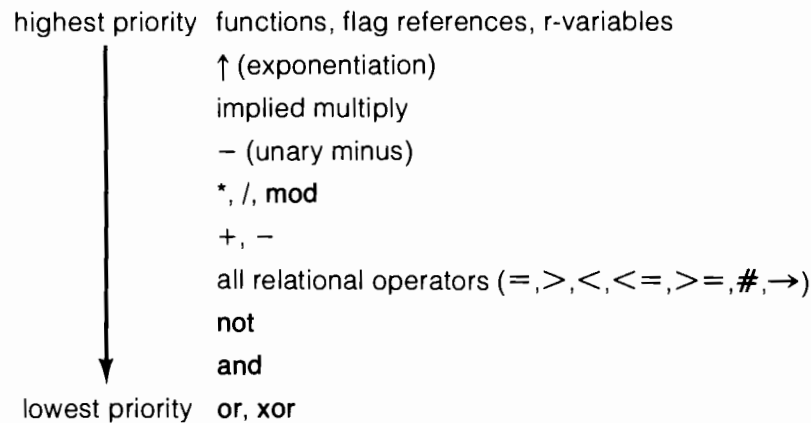 highest priority functions, flag references, r-variables
↑ (exponentiation)
implied multiply
− (unary minus)
*, /, mod
+, −
all relational operators (=,>,<,<=,>=,#,→)
not
and
lowest priority or, xor